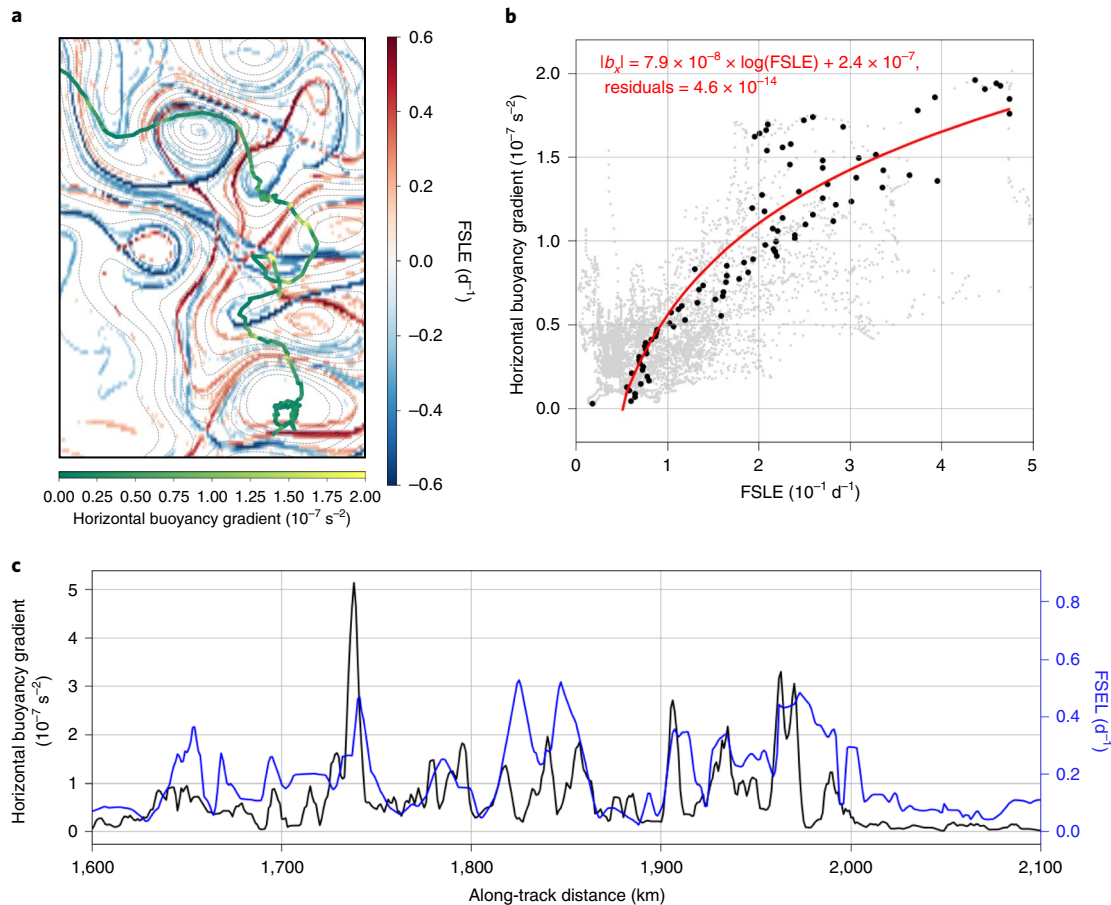 a
0.6
0.4
0.2
0.0
−0.2
−0.4
−0.6
FSLE (d⁻¹)
0.00 0.25 0.50 0.75 1.00 1.25 1.50 1.75 2.00
Horizontal buoyancy gradient (10⁻⁷ s⁻²)
b
|bₓ| = 7.9 × 10⁻⁸ × log(FSLE) + 2.4 × 10⁻⁷,
residuals = 4.6 × 10⁻¹⁴
Horizontal buoyancy gradient (10⁻⁷ s⁻²)
2.0
1.5
1.0
0.5
0.0
0 1 2 3 4 5
FSLE (10⁻¹ d⁻¹)
c
Horizontal buoyancy gradient
(10⁻⁷ s⁻²)
5
4
3
2
1
0
0.8
0.6
0.4
0.2
0.0
FSEL (d⁻¹)
1,600 1,700 1,800 1,900 2,000 2,100
Along-track distance (km)